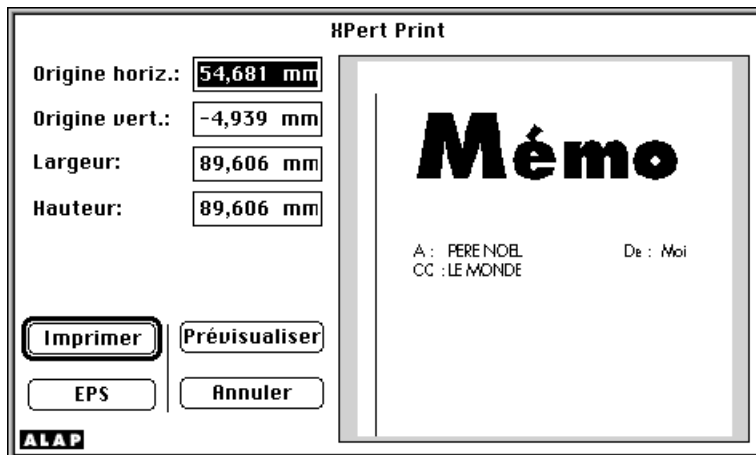 XPert Print
Origine horiz.: 54,681 mm
Origine vert.: -4,939 mm
Largeur: 89,606 mm
Hauteur: 89,606 mm
Imprimer
Prévisualiser
EPS
Annuler
ALAP
Mémo
A : PERE NOEL De : Moi
CC : LE MONDE